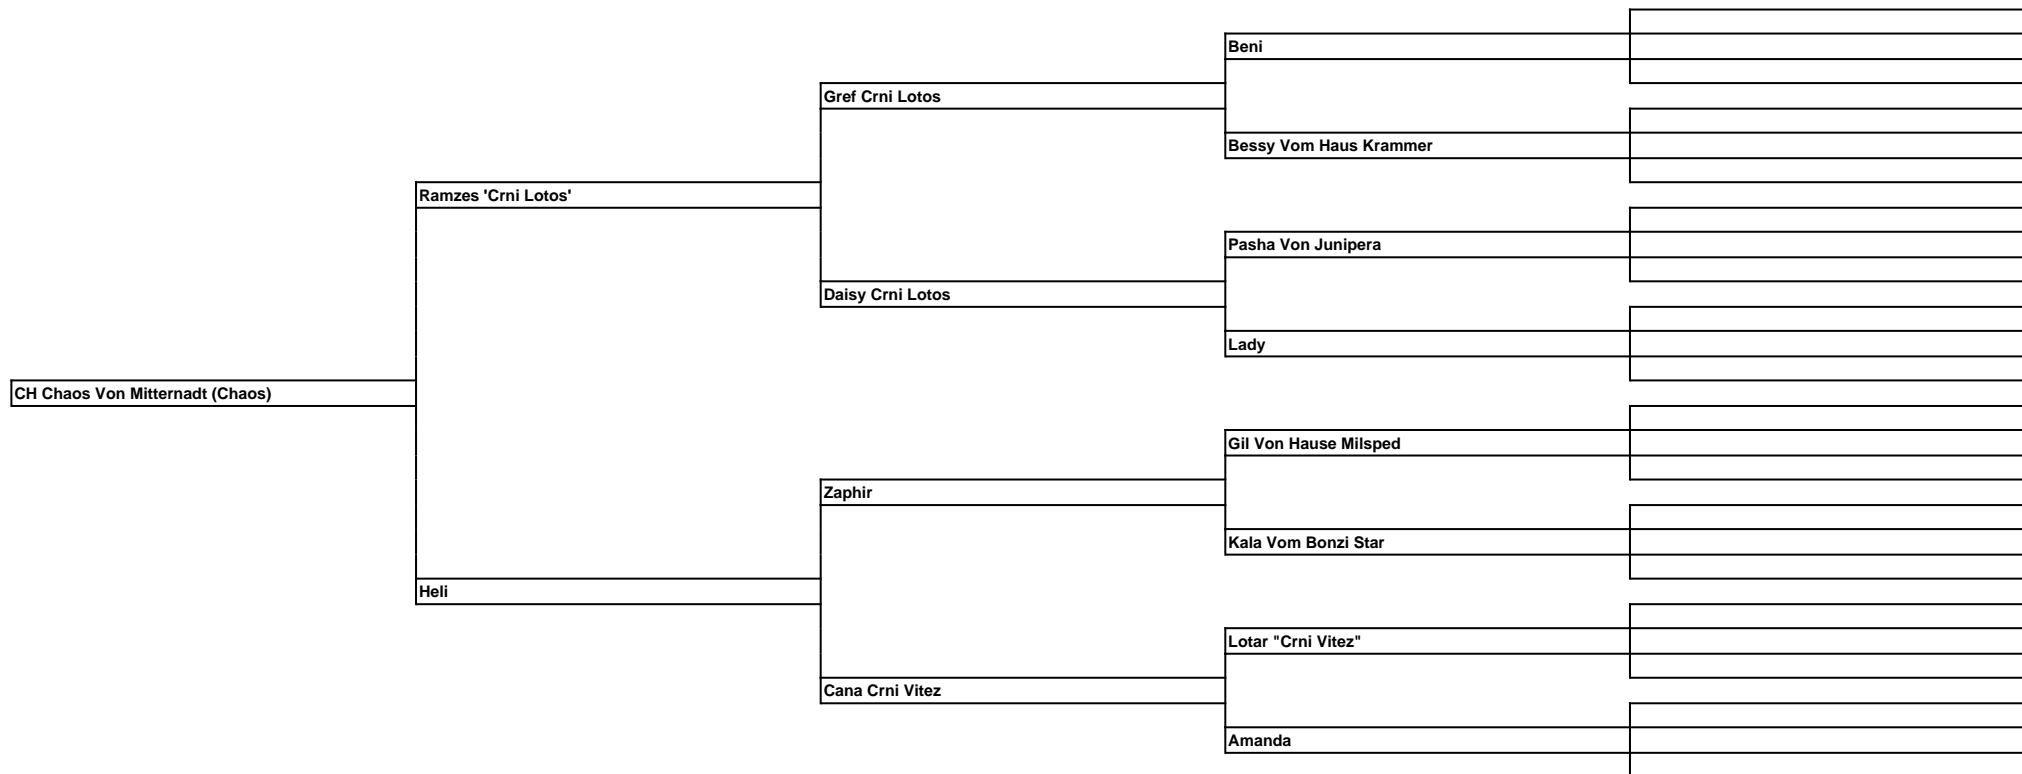 Beni
Gref Crni Lotos
Bessy Vom Haus Krammer
Ramzes 'Crni Lotos'
Pasha Von Junipera
Daisy Crni Lotos
Lady
CH Chaos Von Mitternadt (Chaos)
Gil Von Hause Milsped
Zaphir
Kala Vom Bonzi Star
Heli
Lotar "Crni Vitez"
Cana Crni Vitez
Amanda